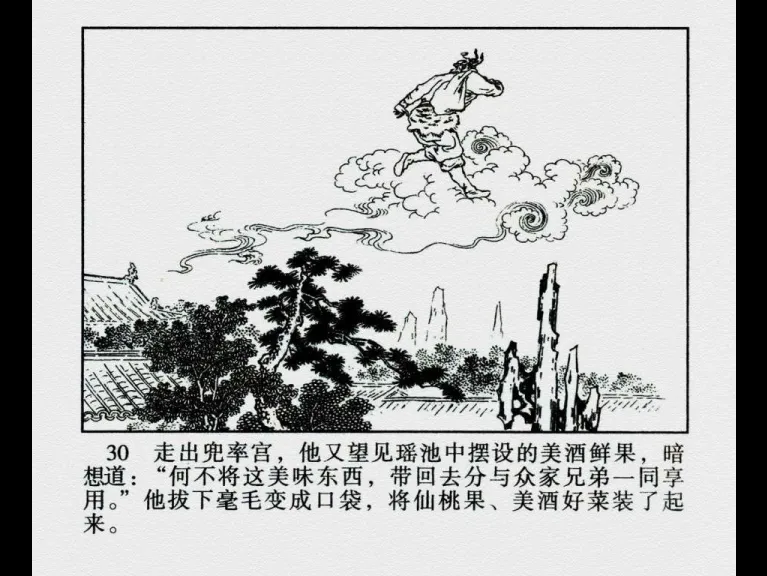 30 走出兜率宫，他又望见瑶池中摆设的美酒鲜果，暗
想道：“何不将这美味东西，带回去分与众家兄弟一同享
用。”他拔下毫毛变成口袋，将仙桃果、美酒好菜装了起
来。